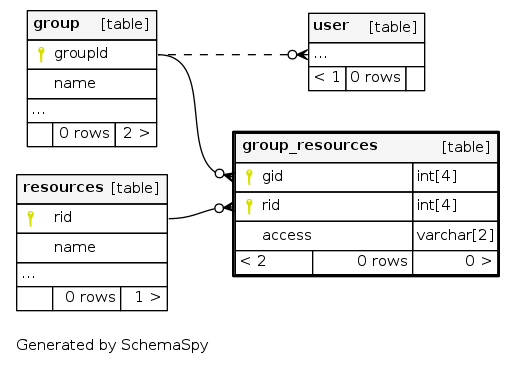 group [table]
groupId
name
...
0 rows 2 >
user [table]
...
< 1 0 rows
group_resources [table]
gid int[4]
rid int[4]
access varchar[2]
< 2 0 rows 0 >
resources [table]
rid
name
...
0 rows 1 >
Generated by SchemaSpy